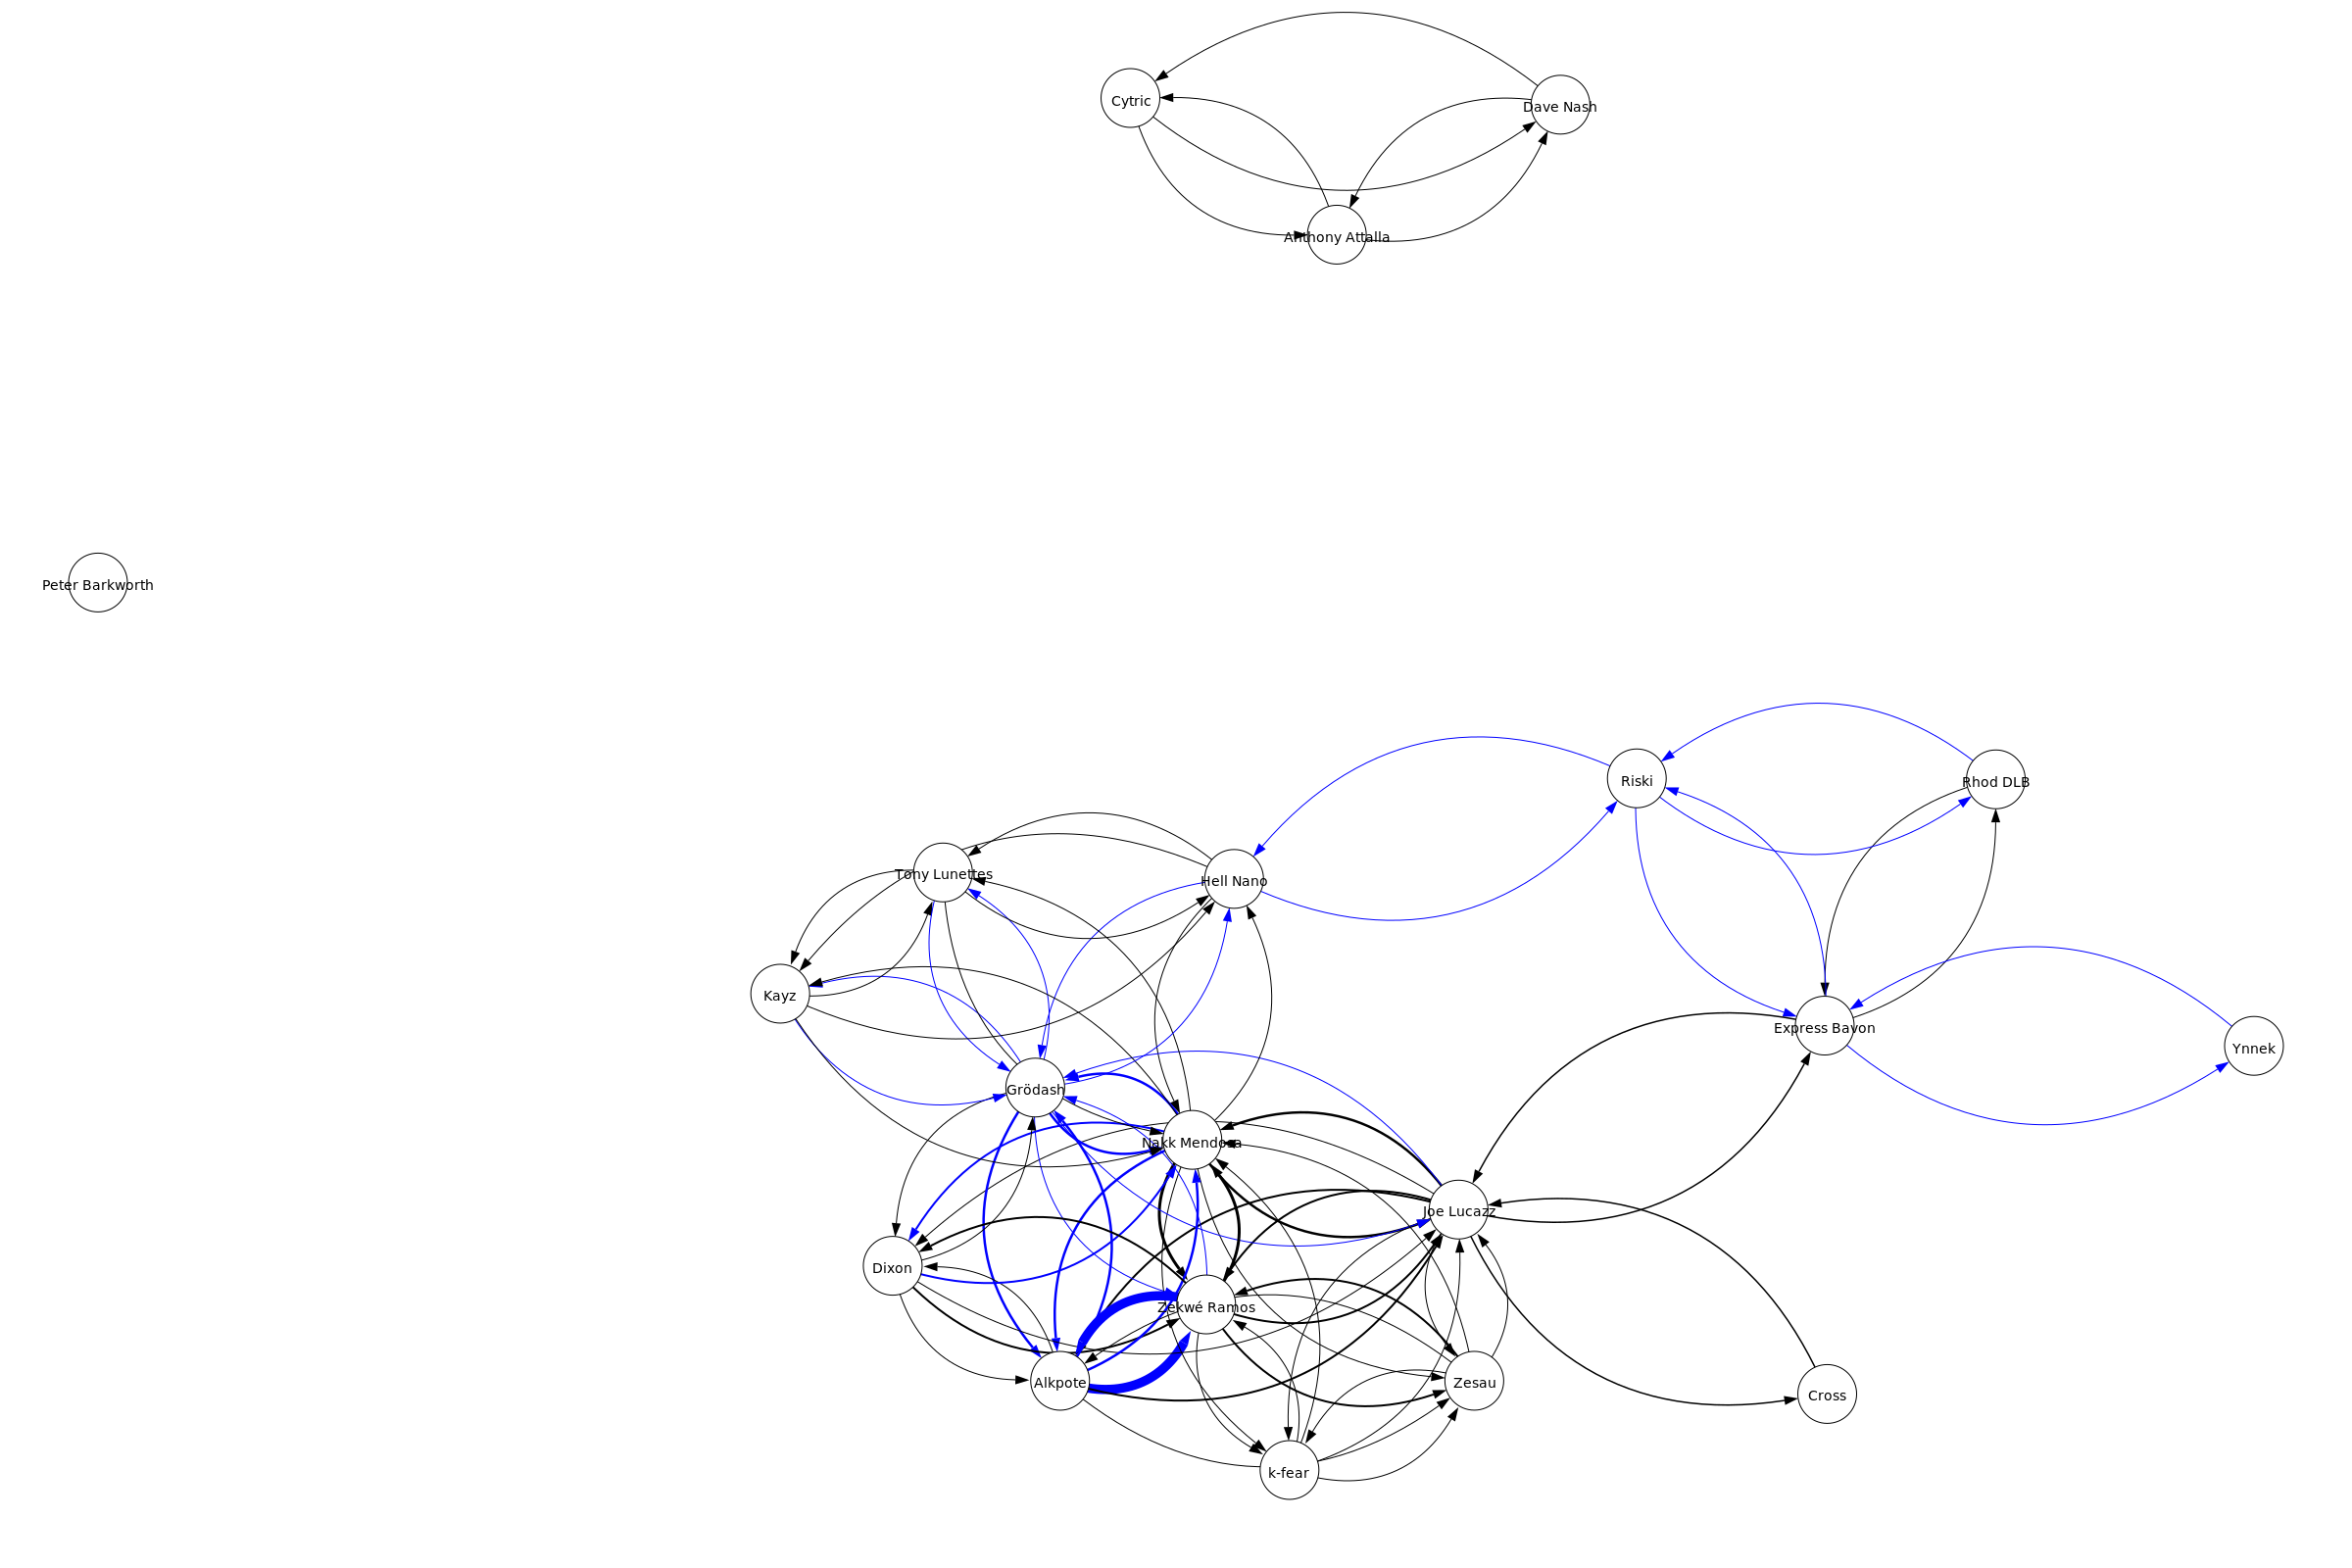 Cytric
Dave Nash
Anthony Attalla
Peter Barkworth
Riski
Rhod DLB
Tony Lunettes
Hell Nano
Kayz
Express Bavon
Ynnek
Grödash
Nakk Mendosa
Joe Lucazz
Dixon
Zekwé Ramos
Alkpote
Zesau
Cross
k-fear